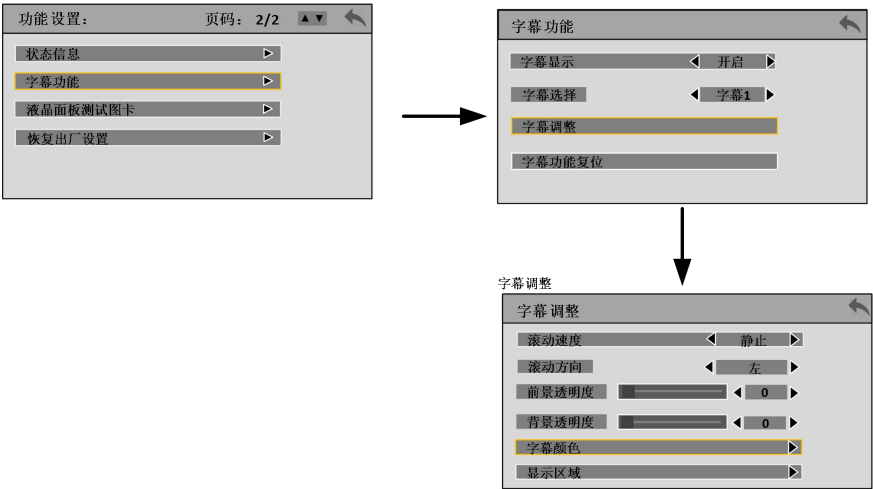 功能设置： 页码：2/2
状态信息
字幕功能
液晶面板测试图卡
恢复出厂设置
字幕功能
字幕显示 开启
字幕选择 字幕1
字幕调整
字幕功能复位
字幕调整
字幕调整
滚动速度 静止
滚动方向 左
前景透明度 0
背景透明度 0
字幕颜色
显示区域